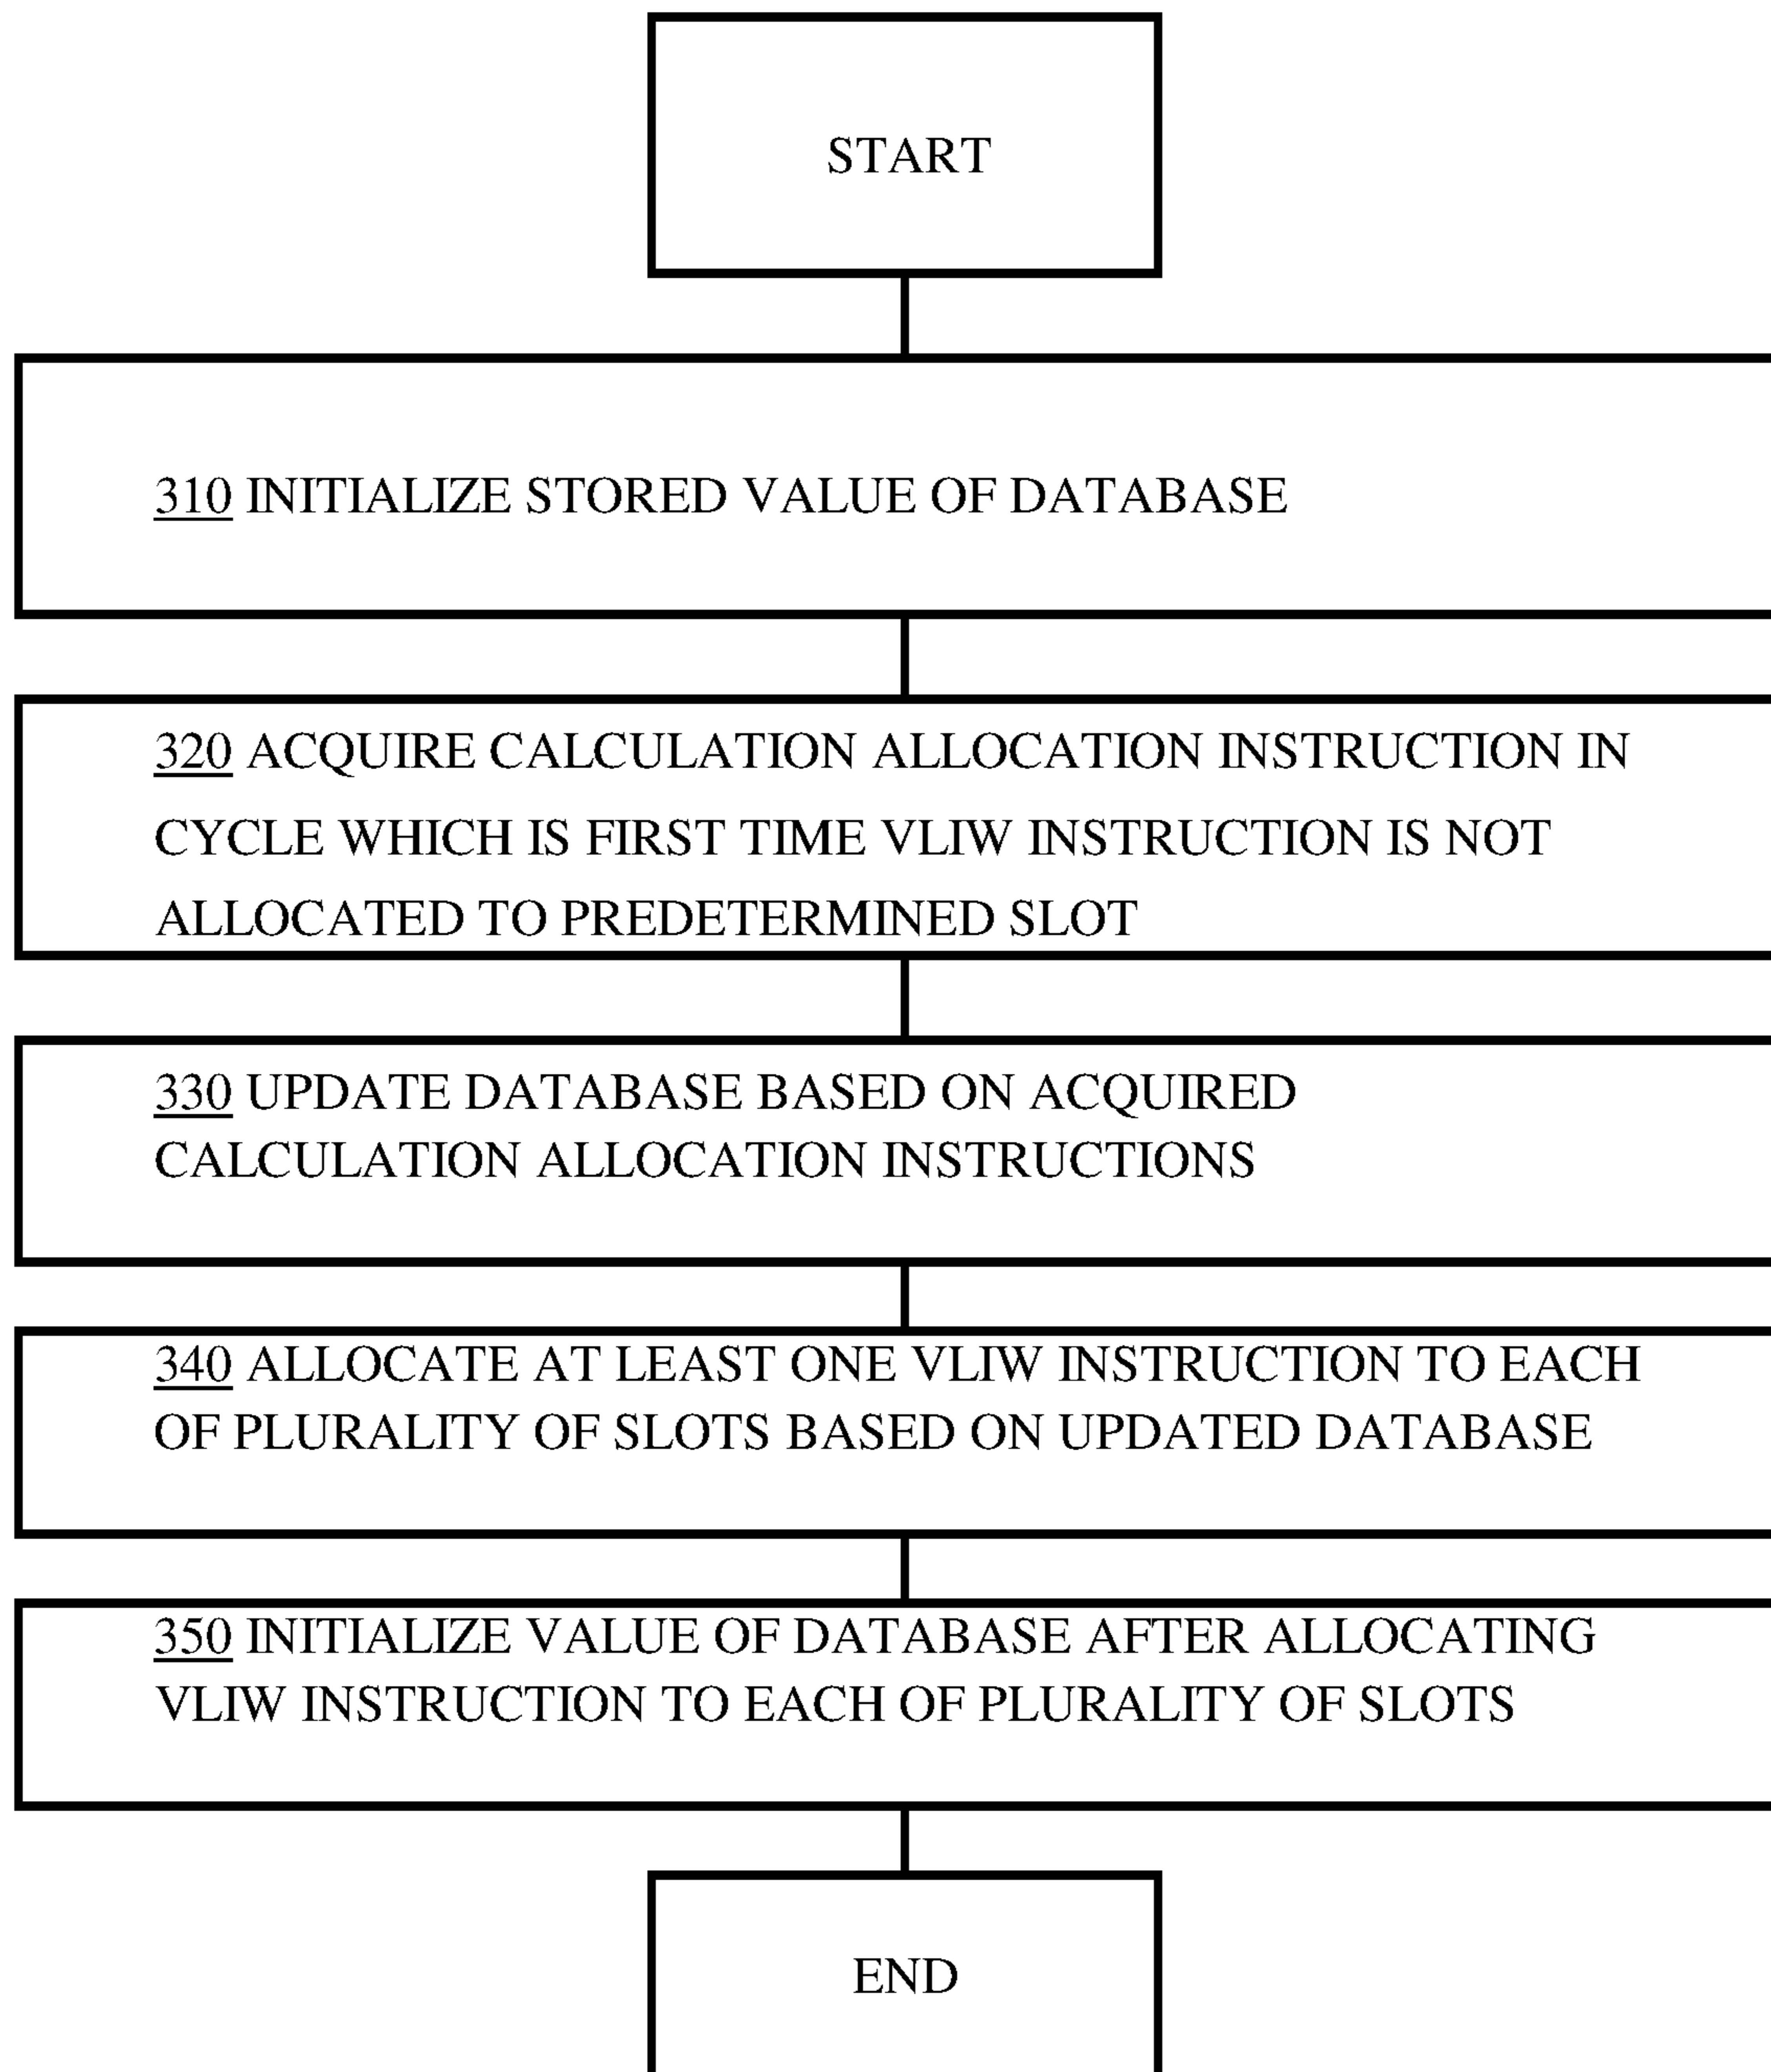 START
310 INITIALIZE STORED VALUE OF DATABASE
320 ACQUIRE CALCULATION ALLOCATION INSTRUCTION IN
CYCLE WHICH IS FIRST TIME VLIW INSTRUCTION IS NOT
ALLOCATED TO PREDETERMINED SLOT
330 UPDATE DATABASE BASED ON ACQUIRED
CALCULATION ALLOCATION INSTRUCTIONS
340 ALLOCATE AT LEAST ONE VLIW INSTRUCTION TO EACH
OF PLURALITY OF SLOTS BASED ON UPDATED DATABASE
350 INITIALIZE VALUE OF DATABASE AFTER ALLOCATING
VLIW INSTRUCTION TO EACH OF PLURALITY OF SLOTS
END